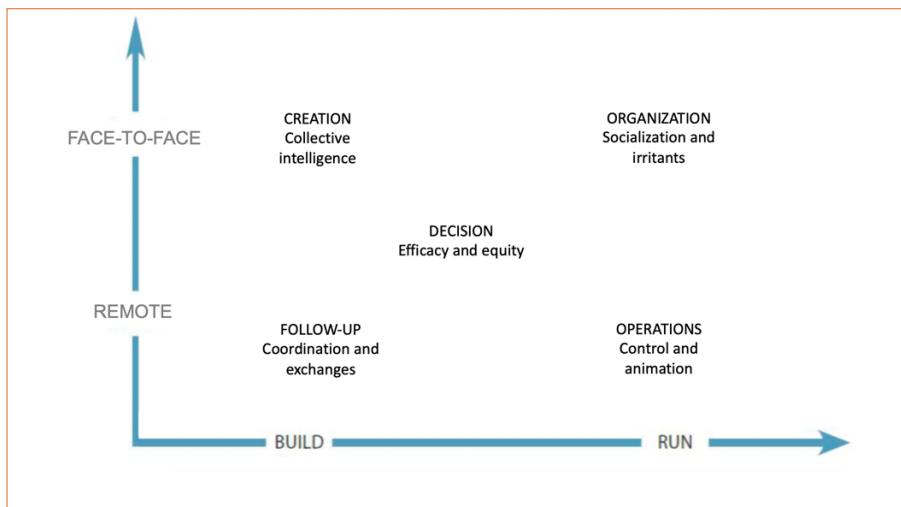 FACE-TO-FACE
CREATION
Collective
intelligence
ORGANIZATION
Socialization and
irritants
DECISION
Efficacy and equity
REMOTE
FOLLOW-UP
Coordination and
exchanges
OPERATIONS
Control and
animation
BUILD
RUN